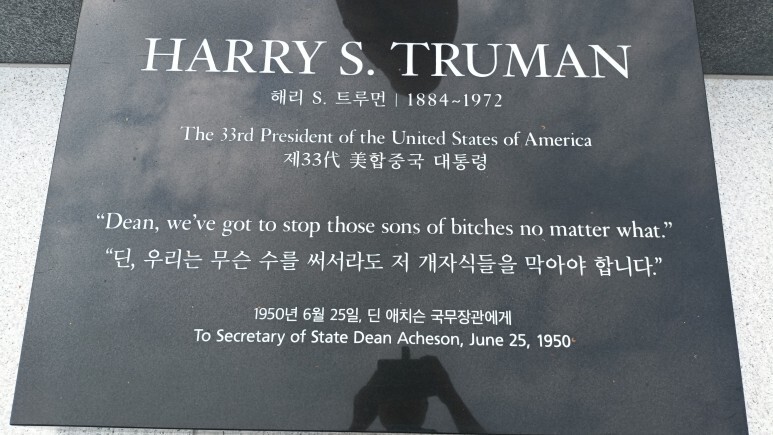 HARRY S. TRUMAN
해리 S. 트루먼 | 1884~1972
The 33rd President of the United States of America
제33代 美합중국 대통령
“Dean, we’ve got to stop those sons of bitches no matter what.”
“딘, 우리는 무슨 수를 써서라도 저 개자식들을 막아야 합니다.”
1950년 6월 25일, 딘 애치슨 국무장관에게
To Secretary of State Dean Acheson, June 25, 1950